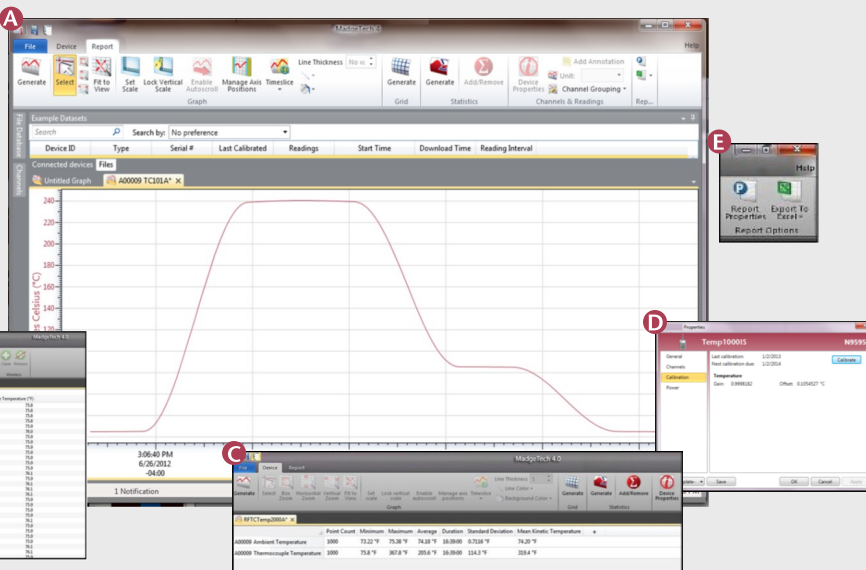 A
MadgeTech 4
File Device Report Help
Generate Select Fit to View Set Scale Lock Vertical Scale Enable Autoscroll Manage Axis Positions Timeslice Line Thickness Generate Generate Add/Remove Device Properties Add Annotation Unit: Channel Grouping
Graph Grid Statistics Channels & Readings Rep...
File Database
Channels
Example Datasets
Search Search by: No preference
Device ID Type Serial # Last Calibrated Readings Start Time Download Time Reading Interval
Connected devices Files
Untitled Graph A00009 TC101A* ×
240
220
200
180
160
140
120
Celsius (°C)
3:06:40 PM
6/26/2012
-04:00
1 Notification
E
Help
Report Properties Export To Excel
Report Options
D
Properties
Temp1000IS N9595
General
Channels
Calibration
Power
Last calibration: 1/2/2013
Next calibration due: 1/2/2014
Calibrate
Temperature
Gain: 0.9998182 Offset: 0.1054527 °C
Save OK Cancel Apply
MadgeTech 4.0
Temperature (°F)
C
MadgeTech 4.0
File Device Report
Generate Select Box Zoom Horizontal Zoom Vertical Zoom Fit to View Set scale Lock vertical scale Enable autoscroll Manage axis positions Timeslice Line Thickness Line Color Background Color Generate Generate Add/Remove Device Properties
Graph Grid Statistics
RFTCTemp2000A* ×
Point Count Minimum Maximum Average Duration Standard Deviation Mean Kinetic Temperature +
A00009 Ambient Temperature 1000 73.22 °F 75.38 °F 74.18 °F 16:39:00 0.7116 °F 74.20 °F
A00009 Thermocouple Temperature 1000 75.8 °F 367.8 °F 205.6 °F 16:39:00 114.3 °F 319.4 °F